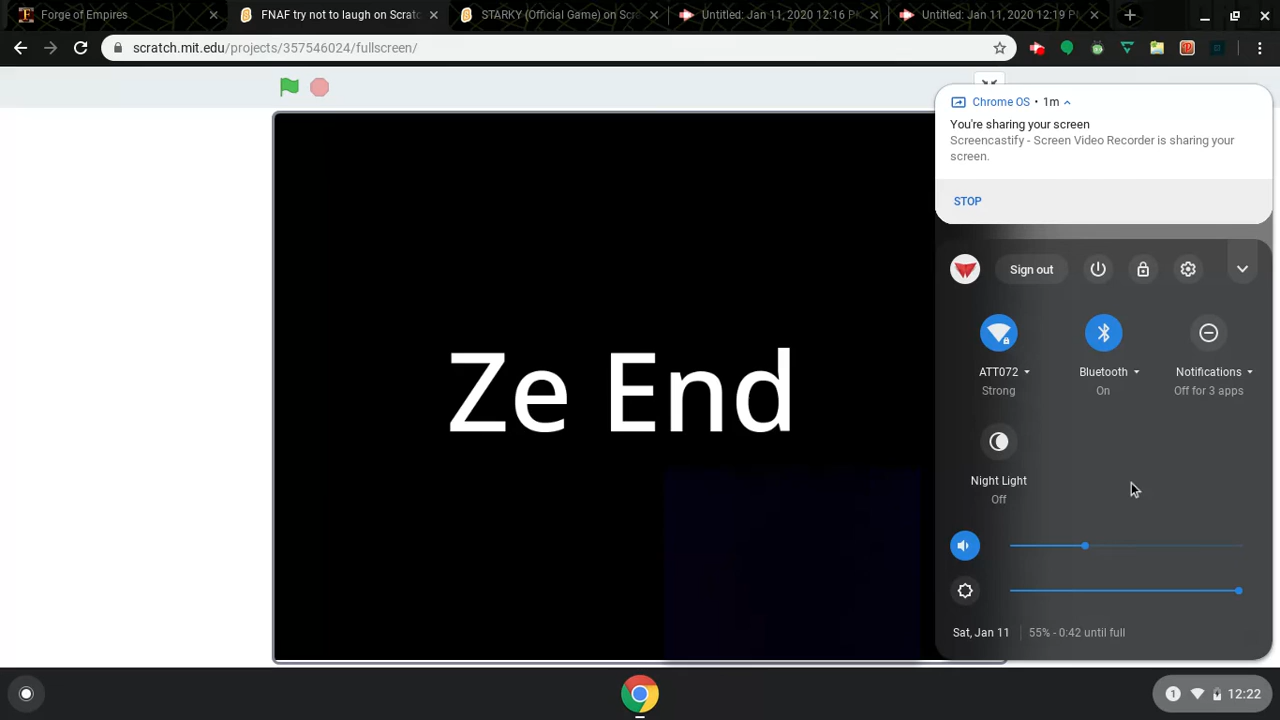 Forge of Empires
FNAF try not to laugh on Scratc
STARKY (Official Game) on Scra
Untitled: Jan 11, 2020 12:16 P
Untitled: Jan 11, 2020 12:19 P
scratch.mit.edu/projects/357546024/fullscreen/
Chrome OS • 1m
You're sharing your screen
Screencastify - Screen Video Recorder is sharing your
screen.
STOP
Sign out
ATT072
Strong
Bluetooth
On
Notifications
Off for 3 apps
Night Light
Off
Ze End
Sat, Jan 11
55% - 0:42 until full
1
12:22